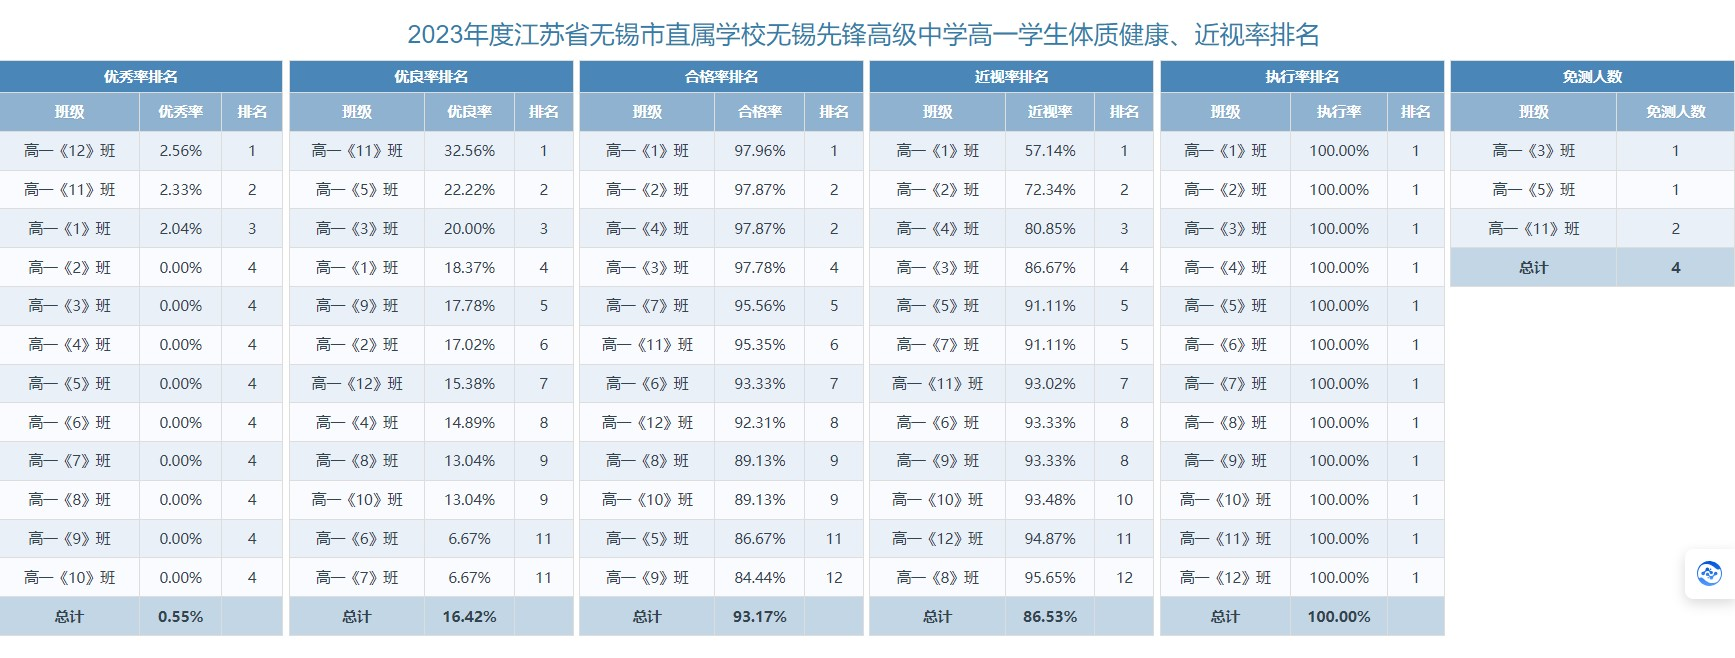 2023年度江苏省无锡市直属学校无锡先锋高级中学高一学生体质健康、近视率排名
优秀率排名 优良率排名 合格率排名 近视率排名 执行率排名 免测人数
班级 优秀率 排名 班级 优良率 排名 班级 合格率 排名 班级 近视率 排名 班级 执行率 排名 班级 免测人数
高一《12》班 2.56% 1 高一《11》班 32.56% 1 高一《1》班 97.96% 1 高一《1》班 57.14% 1 高一《1》班 100.00% 1 高一《3》班 1
高一《11》班 2.33% 2 高一《5》班 22.22% 2 高一《2》班 97.87% 2 高一《2》班 72.34% 2 高一《2》班 100.00% 1 高一《5》班 1
高一《1》班 2.04% 3 高一《3》班 20.00% 3 高一《4》班 97.87% 2 高一《4》班 80.85% 3 高一《3》班 100.00% 1 高一《11》班 2
高一《2》班 0.00% 4 高一《1》班 18.37% 4 高一《3》班 97.78% 4 高一《3》班 86.67% 4 高一《4》班 100.00% 1 总计 4
高一《3》班 0.00% 4 高一《9》班 17.78% 5 高一《7》班 95.56% 5 高一《5》班 91.11% 5 高一《5》班 100.00% 1
高一《4》班 0.00% 4 高一《2》班 17.02% 6 高一《11》班 95.35% 6 高一《7》班 91.11% 5 高一《6》班 100.00% 1
高一《5》班 0.00% 4 高一《12》班 15.38% 7 高一《6》班 93.33% 7 高一《11》班 93.02% 7 高一《7》班 100.00% 1
高一《6》班 0.00% 4 高一《4》班 14.89% 8 高一《12》班 92.31% 8 高一《6》班 93.33% 8 高一《8》班 100.00% 1
高一《7》班 0.00% 4 高一《8》班 13.04% 9 高一《8》班 89.13% 9 高一《9》班 93.33% 8 高一《9》班 100.00% 1
高一《8》班 0.00% 4 高一《10》班 13.04% 9 高一《10》班 89.13% 9 高一《10》班 93.48% 10 高一《10》班 100.00% 1
高一《9》班 0.00% 4 高一《6》班 6.67% 11 高一《5》班 86.67% 11 高一《12》班 94.87% 11 高一《11》班 100.00% 1
高一《10》班 0.00% 4 高一《7》班 6.67% 11 高一《9》班 84.44% 12 高一《8》班 95.65% 12 高一《12》班 100.00% 1
总计 0.55% 总计 16.42% 总计 93.17% 总计 86.53% 总计 100.00%